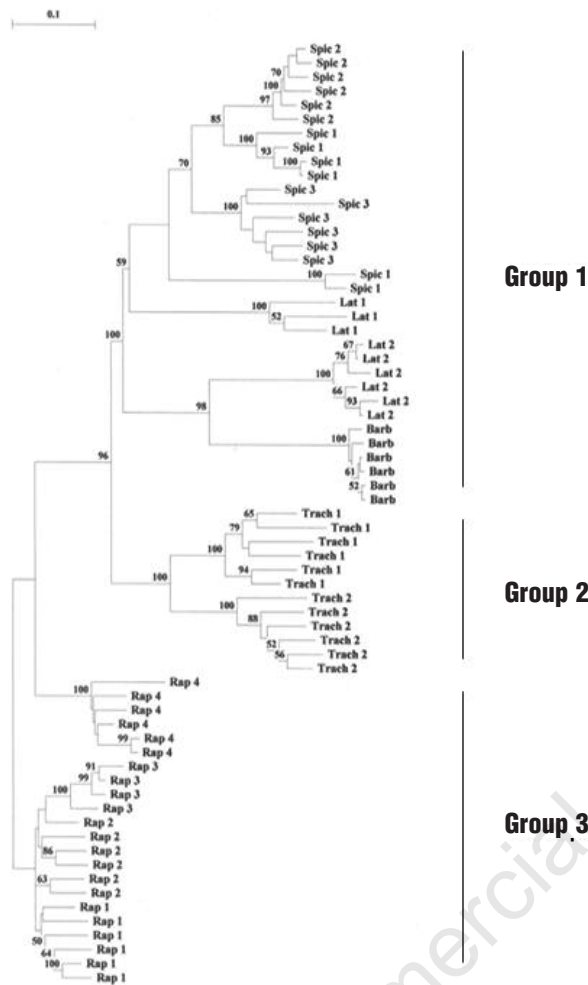 0.1
Spic 2
Spic 2
70
Spic 2
100
Spic 2
97
Spic 2
85
Spic 2
100
Spic 1
93
Spic 1
100
Spic 1
70
Spic 1
Spic 3
100
Spic 3
Spic 3
Spic 3
Spic 3
59
Spic 3
100
Spic 1
Group 1
Spic 1
100
Lat 1
52
Lat 1
Lat 1
100
67
Lat 2
76
Lat 2
100
Lat 2
66
Lat 2
93
Lat 2
98
Lat 2
Barb
100
Barb
Barb
96
61
Barb
52
Barb
Barb
65
Trach 1
79
Trach 1
Trach 1
100
Trach 1
94
Trach 1
100
Trach 1
Group 2
100
Trach 2
88
Trach 2
Trach 2
52
Trach 2
56
Trach 2
Trach 2
100
Rap 4
Rap 4
Rap 4
Rap 4
99
Rap 4
Rap 4
91
Rap 3
99
Rap 3
100
Rap 3
Rap 3
Rap 2
Group 3
Rap 2
86
Rap 2
Rap 2
63
Rap 2
Rap 2
Rap 1
Rap 1
50
Rap 1
64
Rap 1
100
Rap 1
Rap 1
mercial